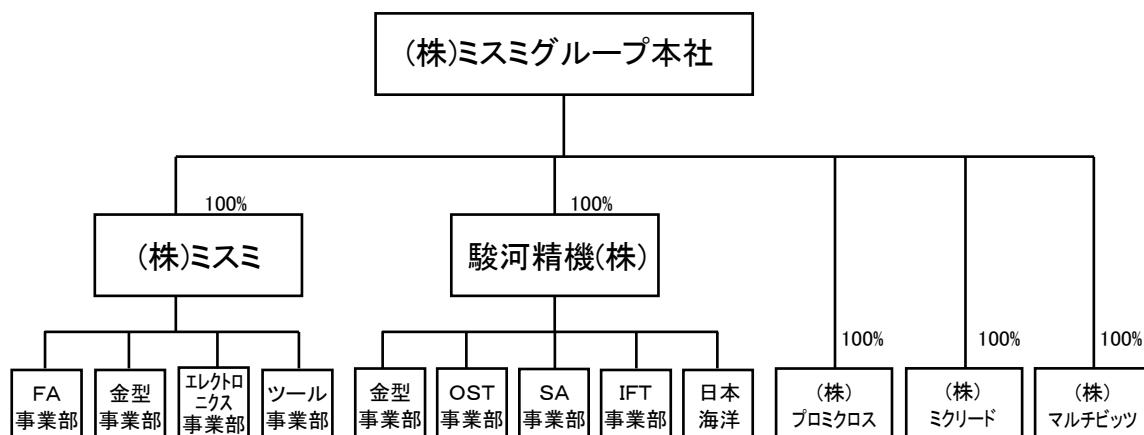 (株)ミスミグループ本社
100%
100%
(株)ミスミ
駿河精機(株)
100%
100%
100%
FA
事業部
金型
事業部
エレクトロ
ニクス
事業部
ツール
事業部
金型
事業部
OST
事業部
SA
事業部
IFT
事業部
日本
海洋
(株)
プロミクロス
(株)
ミクリード
(株)
マルチビッツ